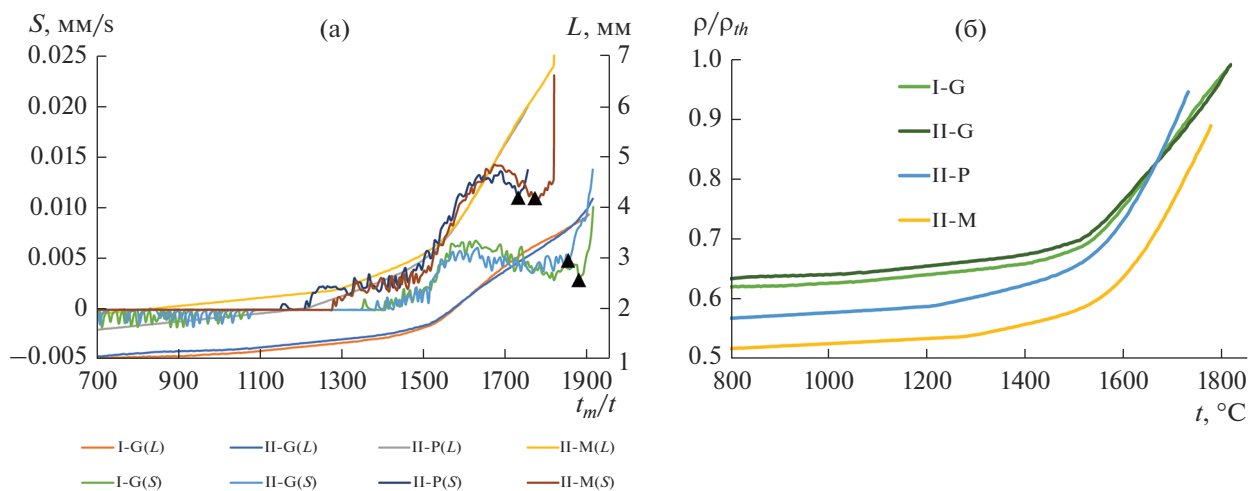 S, мм/s
(а)
L, мм
0.025
0.020
0.015
0.010
0.005
0
−0.005
7
6
5
4
3
2
1
700
900
1100
1300
1500
1700
1900
t_m/t
I-G(L)
II-G(L)
II-P(L)
II-M(L)
I-G(S)
II-G(S)
II-P(S)
II-M(S)
ρ/ρ_th
(б)
1.0
0.9
0.8
0.7
0.6
0.5
I-G
II-G
II-P
II-M
800
1000
1200
1400
1600
1800
t, °C